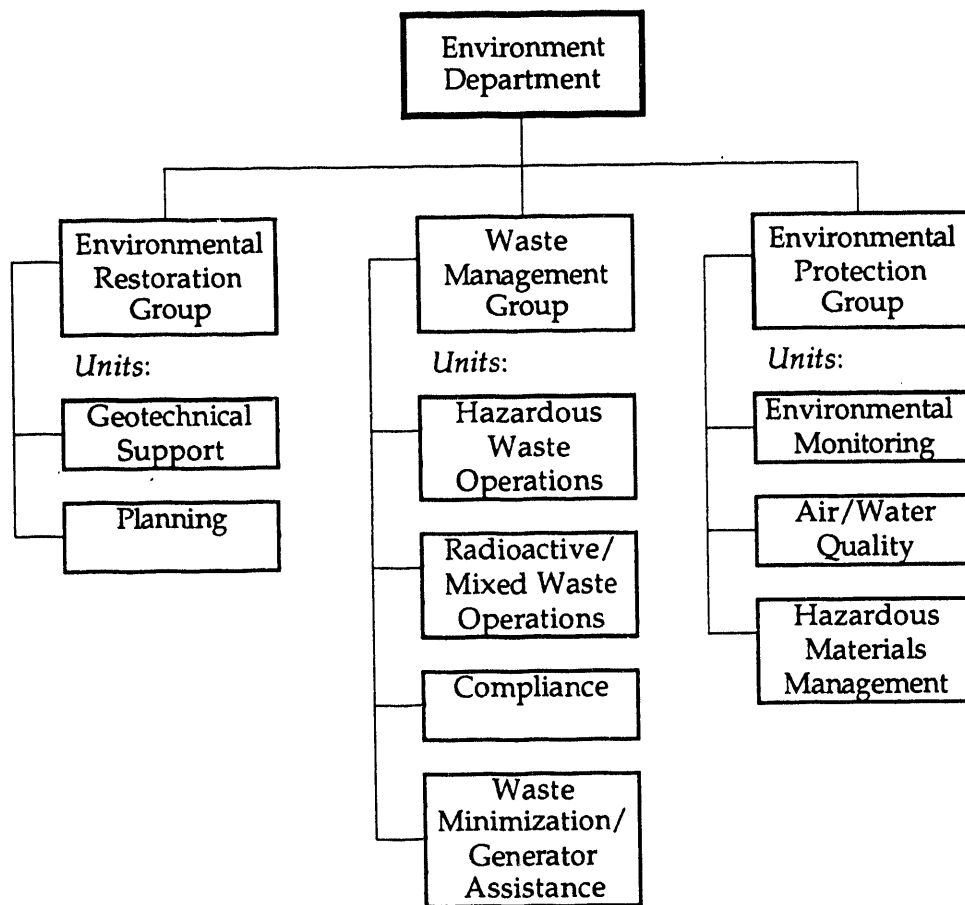 Environment
Department
Environmental
Restoration
Group
Units:
Geotechnical
Support
Planning
Waste
Management
Group
Units:
Hazardous
Waste
Operations
Radioactive/
Mixed Waste
Operations
Compliance
Waste
Minimization/
Generator
Assistance
Environmental
Protection
Group
Units:
Environmental
Monitoring
Air/Water
Quality
Hazardous
Materials
Management